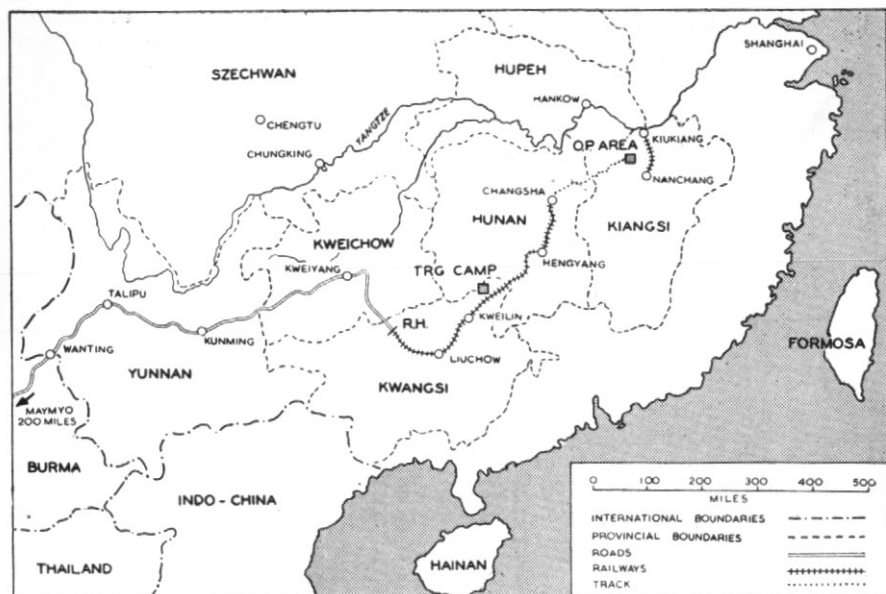 SHANGHAI
SZECHWAN
HUPEH
HANKOW
CHENGTU
YANGTZE
CHUNGKING
KIUKIANG
O.P. AREA
NANCHANG
CHANGSHA
HUNAN
KIANGSI
KWEICHOW
HENGYANG
KWEIYANG
TRG CAMP
TALIPU
KWEILIN
R.H.
KUNMING
WANTING
LIUCHOW
FORMOSA
YUNNAN
KWANGSI
MAYMYO
200 MILES
BURMA
INDO-CHINA
THAILAND
HAINAN
0 100 200 300 400 500
MILES
INTERNATIONAL BOUNDARIES
PROVINCIAL BOUNDARIES
ROADS
RAILWAYS
TRACK